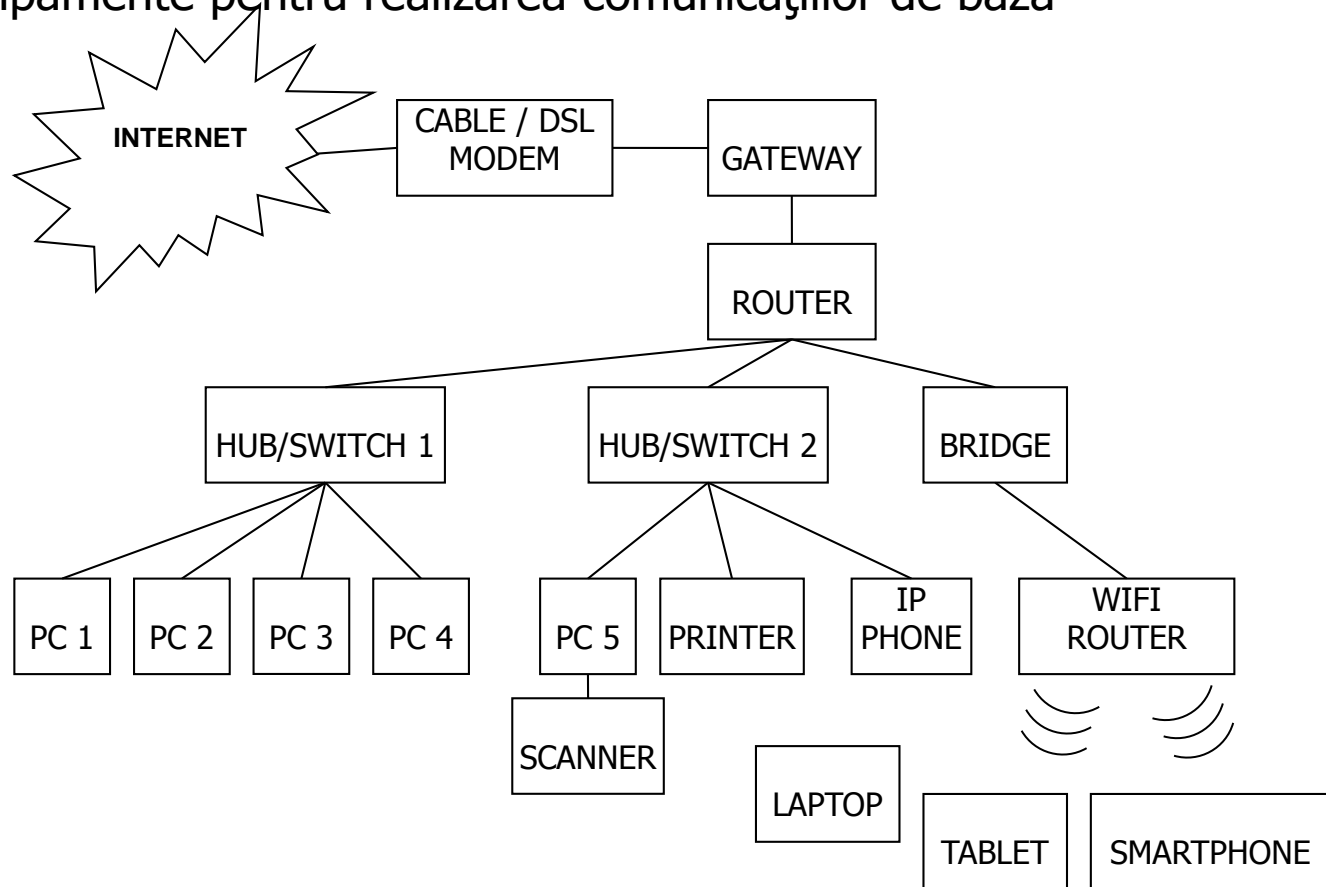 pamente pentru realizarea comunicaţiilor de bază
INTERNET
CABLE / DSL
MODEM
GATEWAY
ROUTER
HUB/SWITCH 1
HUB/SWITCH 2
BRIDGE
PC 1
PC 2
PC 3
PC 4
PC 5
PRINTER
IP
PHONE
WIFI
ROUTER
SCANNER
LAPTOP
TABLET
SMARTPHONE